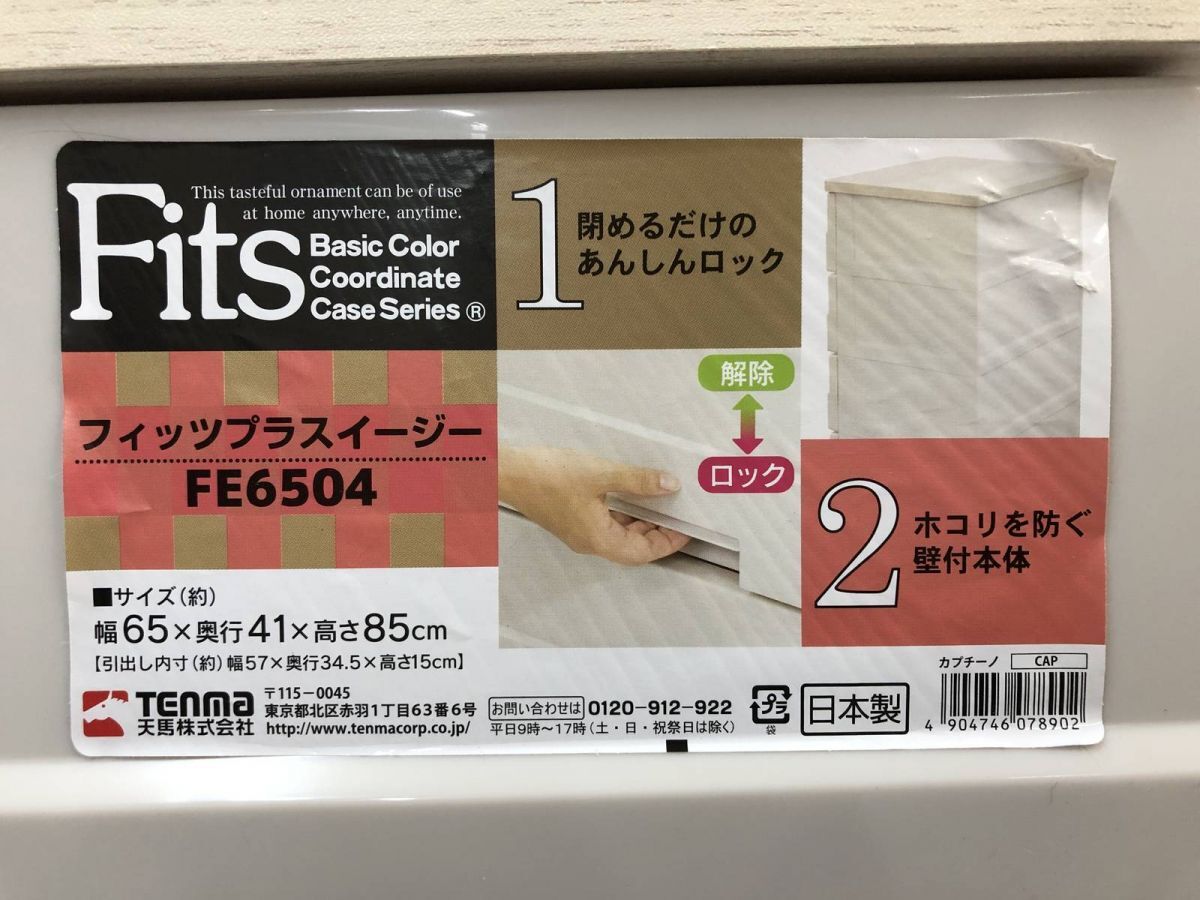 This tasteful ornament can be of use
at home anywhere, anytime.
Fits
Basic Color
Coordinate
Case Series ®
フィッツプラスイージー
FE6504
■サイズ(約)
幅65×奥行41×高さ85cm
【引出し内寸(約)幅57×奥行34.5×高さ15cm】
TENMA
天馬株式会社
〒115-0045
東京都北区赤羽1丁目63番6号
http://www.tenmacorp.co.jp/
お問い合わせは 0120-912-922
平日9時～17時(土・日・祝祭日は除く)
プラ
袋
日本製
1
閉めるだけの
あんしんロック
解除
ロック
2
ホコリを防ぐ
壁付本体
カプチーノ CAP
4 904746 078902